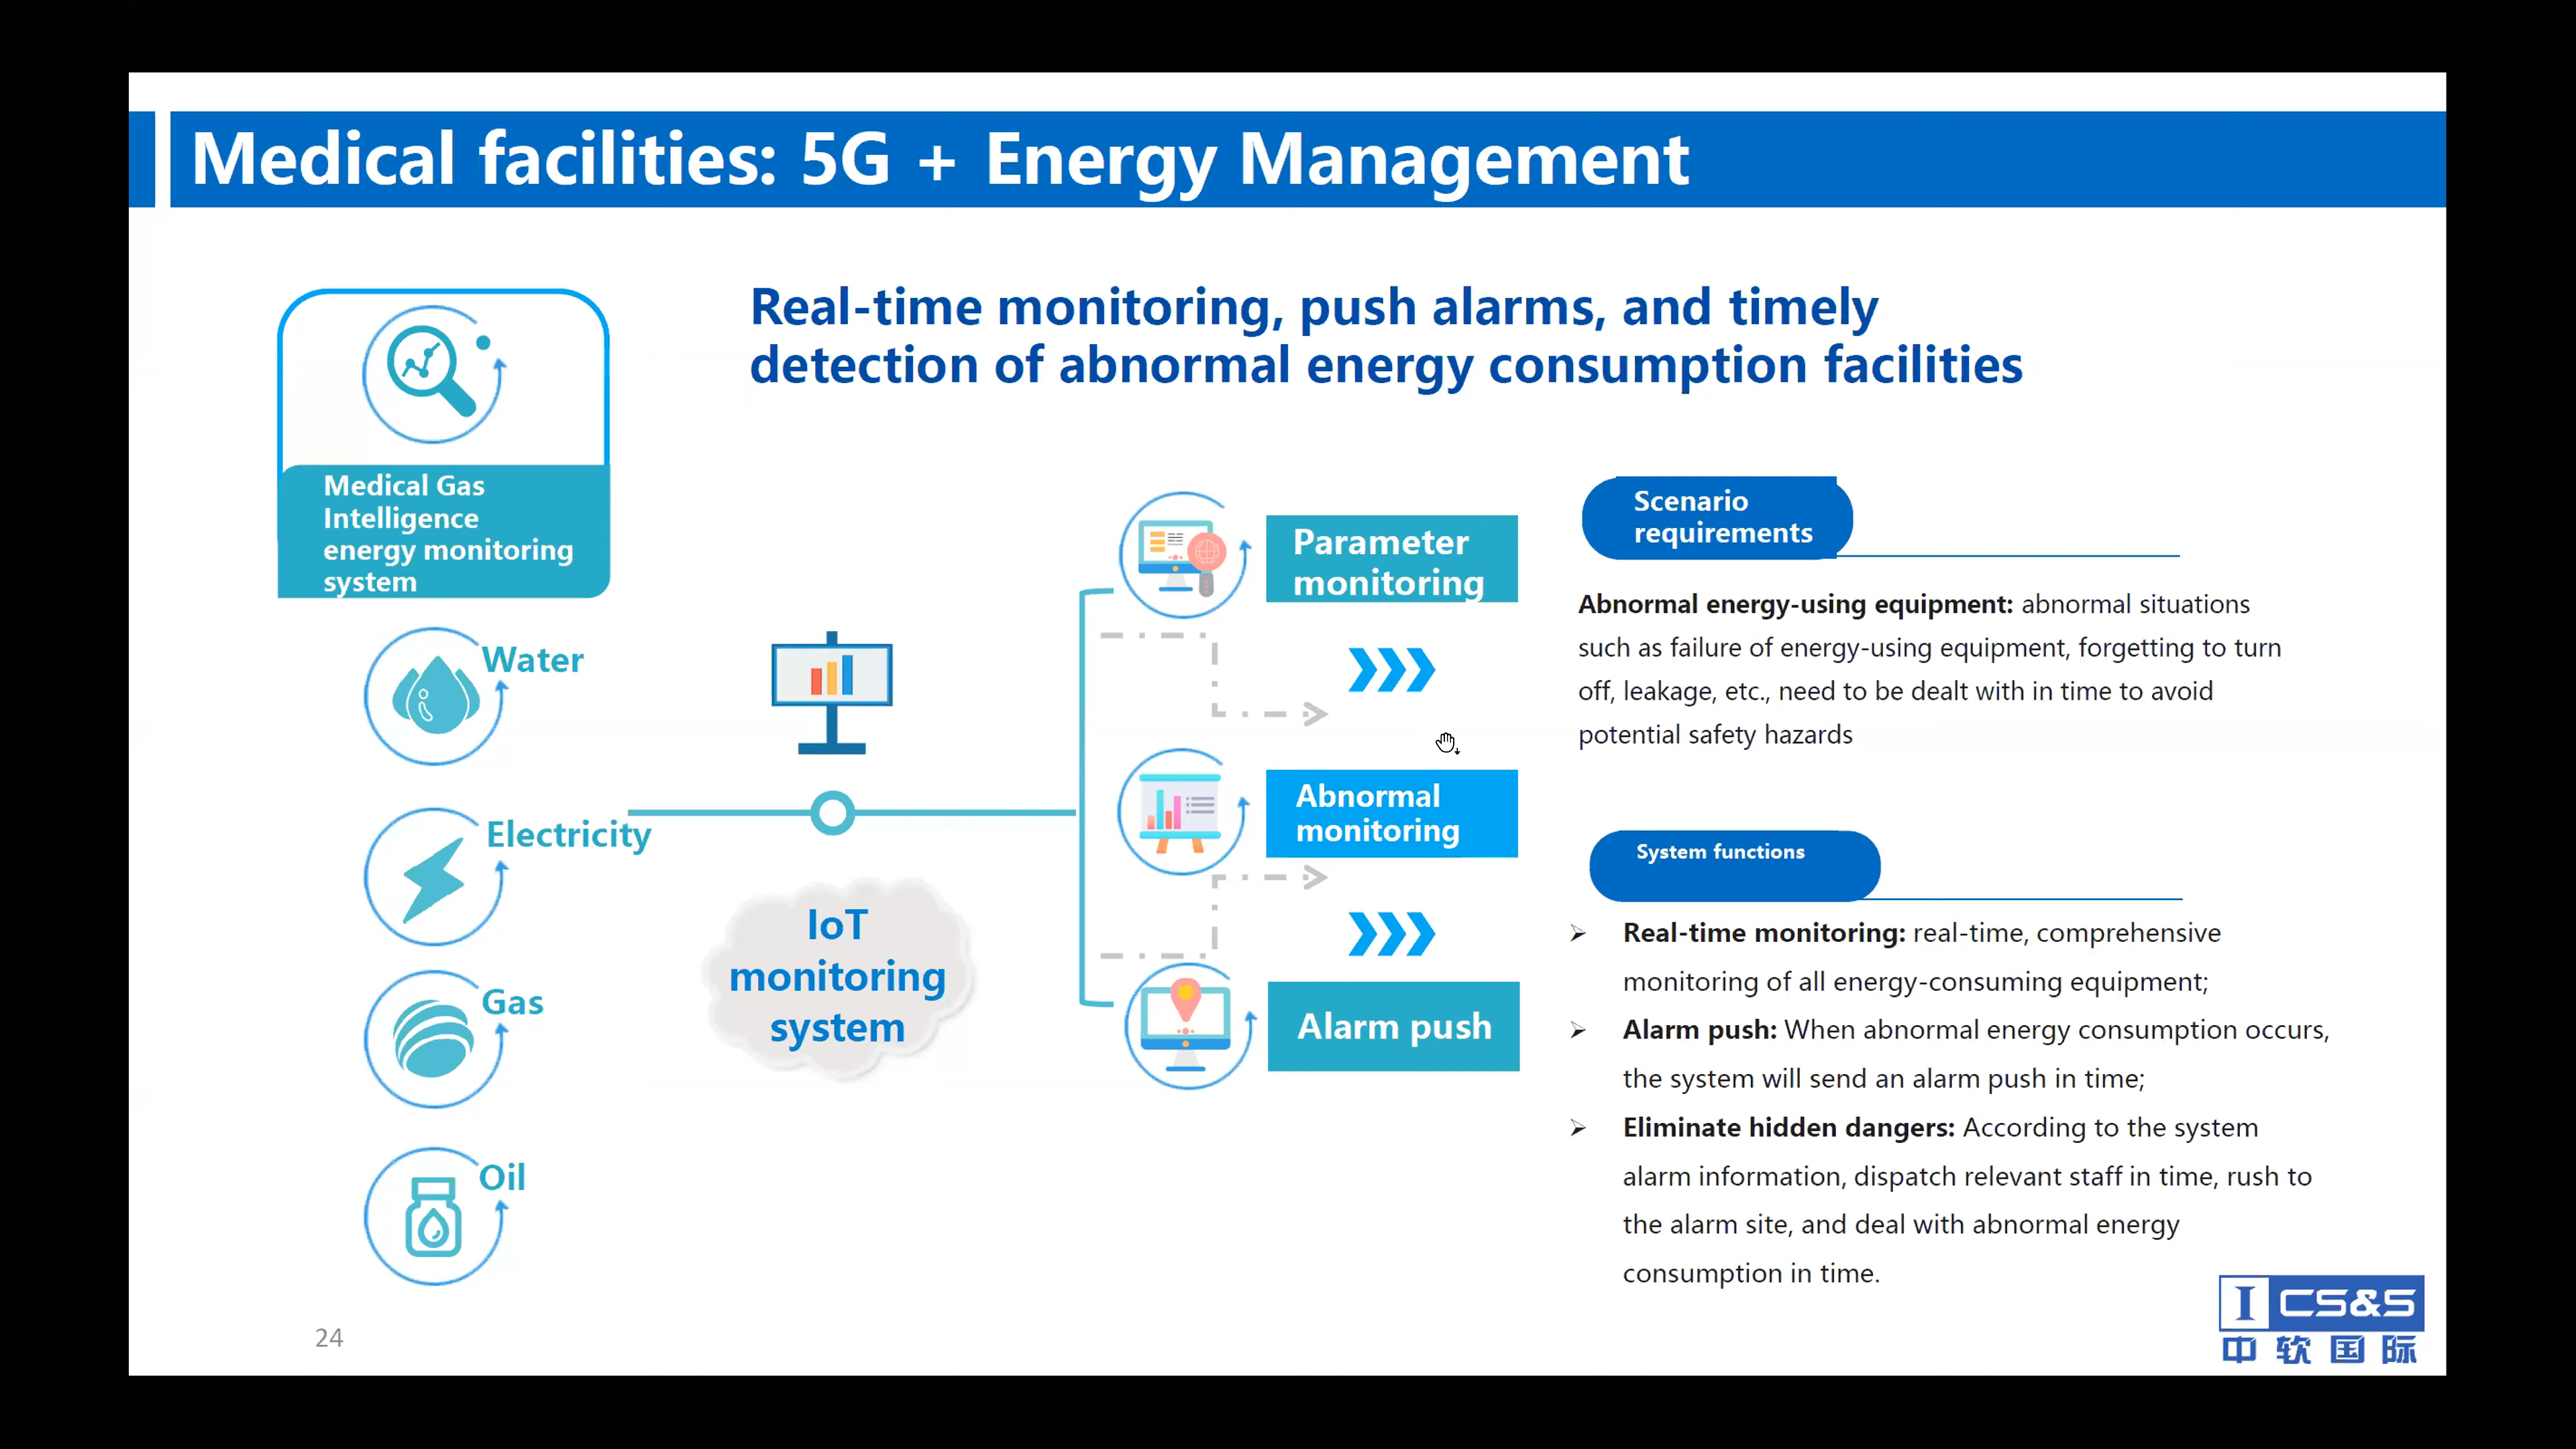 Medical facilities: 5G + Energy Management
Real-time monitoring, push alarms, and timely
detection of abnormal energy consumption facilities
Medical Gas
Intelligence
energy monitoring
system
Water
Electricity
Gas
Oil
IoT
monitoring
system
Parameter
monitoring
Abnormal
monitoring
Alarm push
Scenario
requirements
Abnormal energy-using equipment: abnormal situations
such as failure of energy-using equipment, forgetting to turn
off, leakage, etc., need to be dealt with in time to avoid
potential safety hazards
System functions
➢ Real-time monitoring: real-time, comprehensive
monitoring of all energy-consuming equipment;
➢ Alarm push: When abnormal energy consumption occurs,
the system will send an alarm push in time;
➢ Eliminate hidden dangers: According to the system
alarm information, dispatch relevant staff in time, rush to
the alarm site, and deal with abnormal energy
consumption in time.
24
I CS&S
中软国际